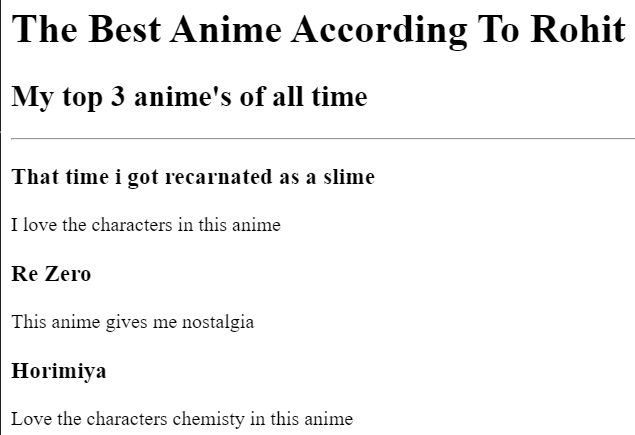 The Best Anime According To Rohit
My top 3 anime's of all time
That time i got recarnated as a slime
I love the characters in this anime
Re Zero
This anime gives me nostalgia
Horimiya
Love the characters chemisty in this anime